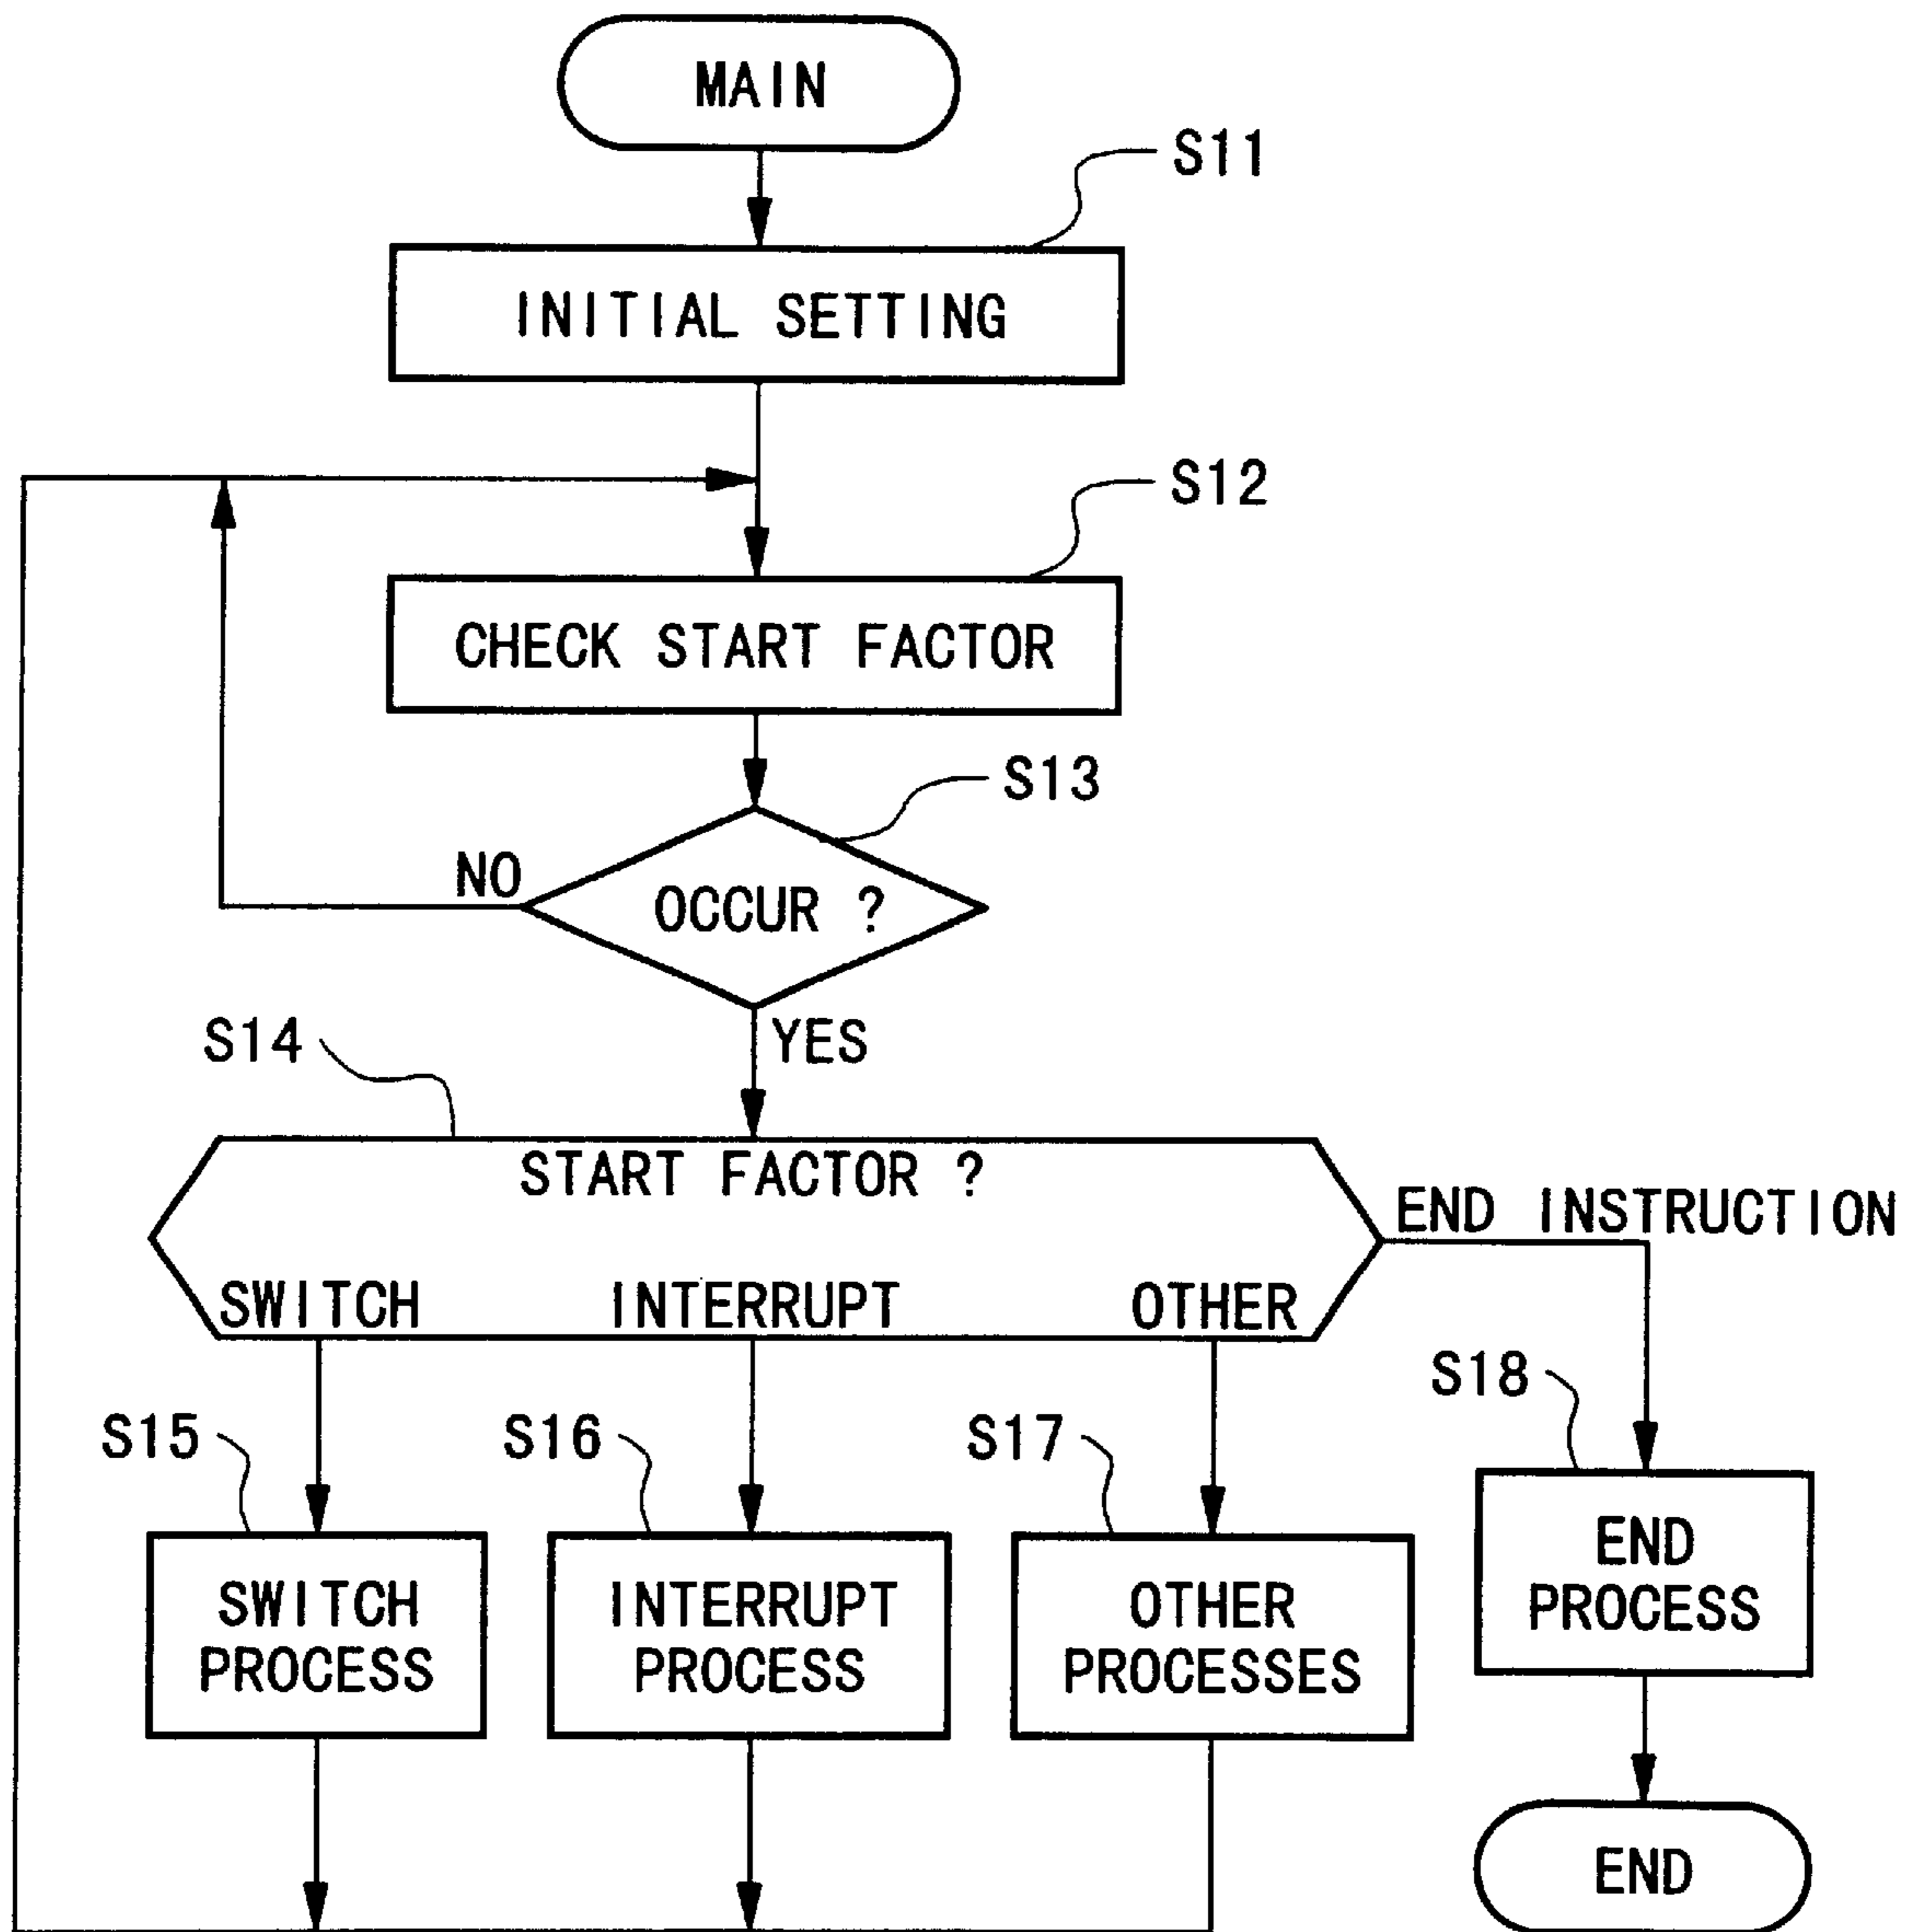 MAIN
S11
INITIAL SETTING
S12
CHECK START FACTOR
S13
NO
OCCUR ?
YES
S14
START FACTOR ?
END INSTRUCTION
SWITCH
INTERRUPT
OTHER
S18
S15
S16
S17
END
PROCESS
SWITCH
PROCESS
INTERRUPT
PROCESS
OTHER
PROCESSES
END